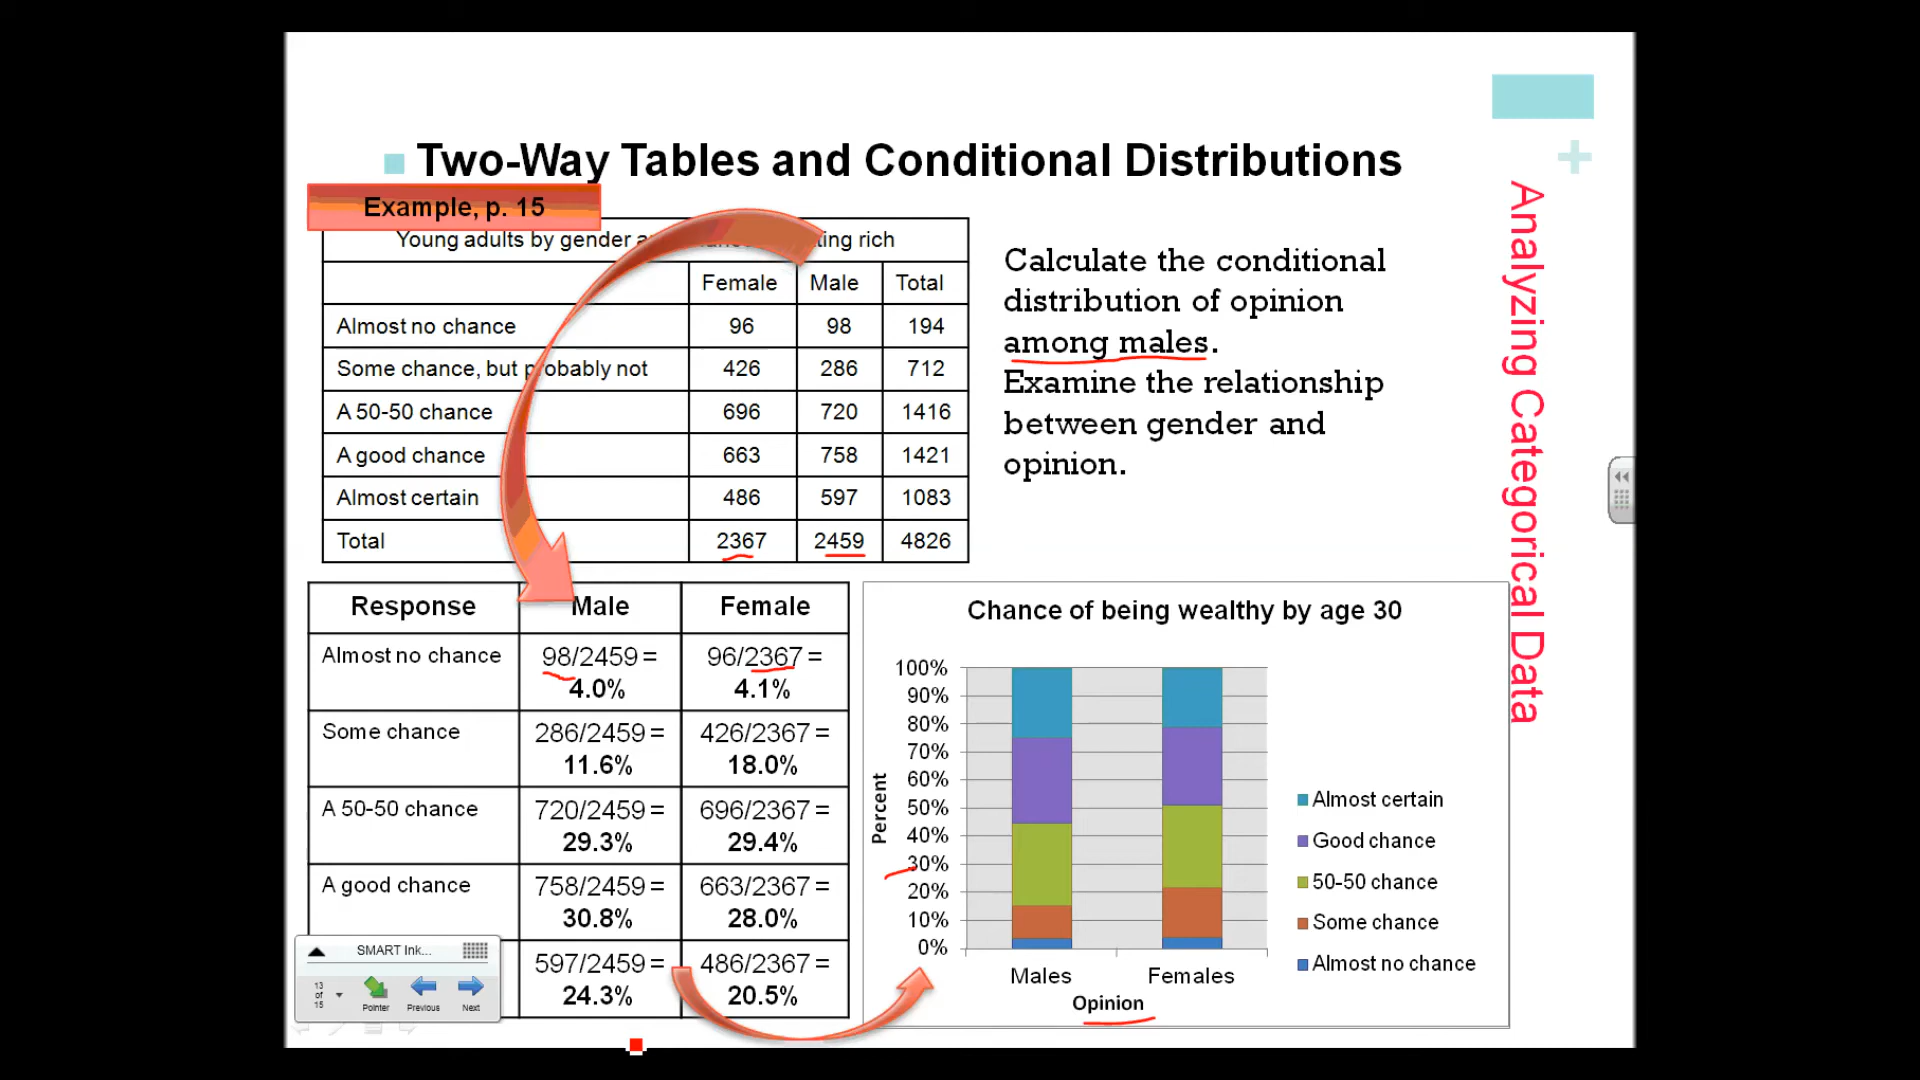 Two-Way Tables and Conditional Distributions
Example, p. 15
Young adults by gender a ting rich
Female Male Total
Almost no chance 96 98 194
Some chance, but probably not 426 286 712
A 50-50 chance 696 720 1416
A good chance 663 758 1421
Almost certain 486 597 1083
Total 2367 2459 4826
Calculate the conditional
distribution of opinion
among males.
Examine the relationship
between gender and
opinion.
Analyzing Categorical Data
Response Male Female
Almost no chance 98/2459 = 96/2367 =
4.0% 4.1%
Some chance 286/2459 = 426/2367 =
11.6% 18.0%
A 50-50 chance 720/2459 = 696/2367 =
29.3% 29.4%
A good chance 758/2459 = 663/2367 =
30.8% 28.0%
597/2459 = 486/2367 =
24.3% 20.5%
SMART Ink...
13
of
15
Pointer Previous Next
Chance of being wealthy by age 30
100%
90%
80%
70%
60%
50%
40%
30%
20%
10%
0%
Percent
Males Females
Opinion
Almost certain
Good chance
50-50 chance
Some chance
Almost no chance